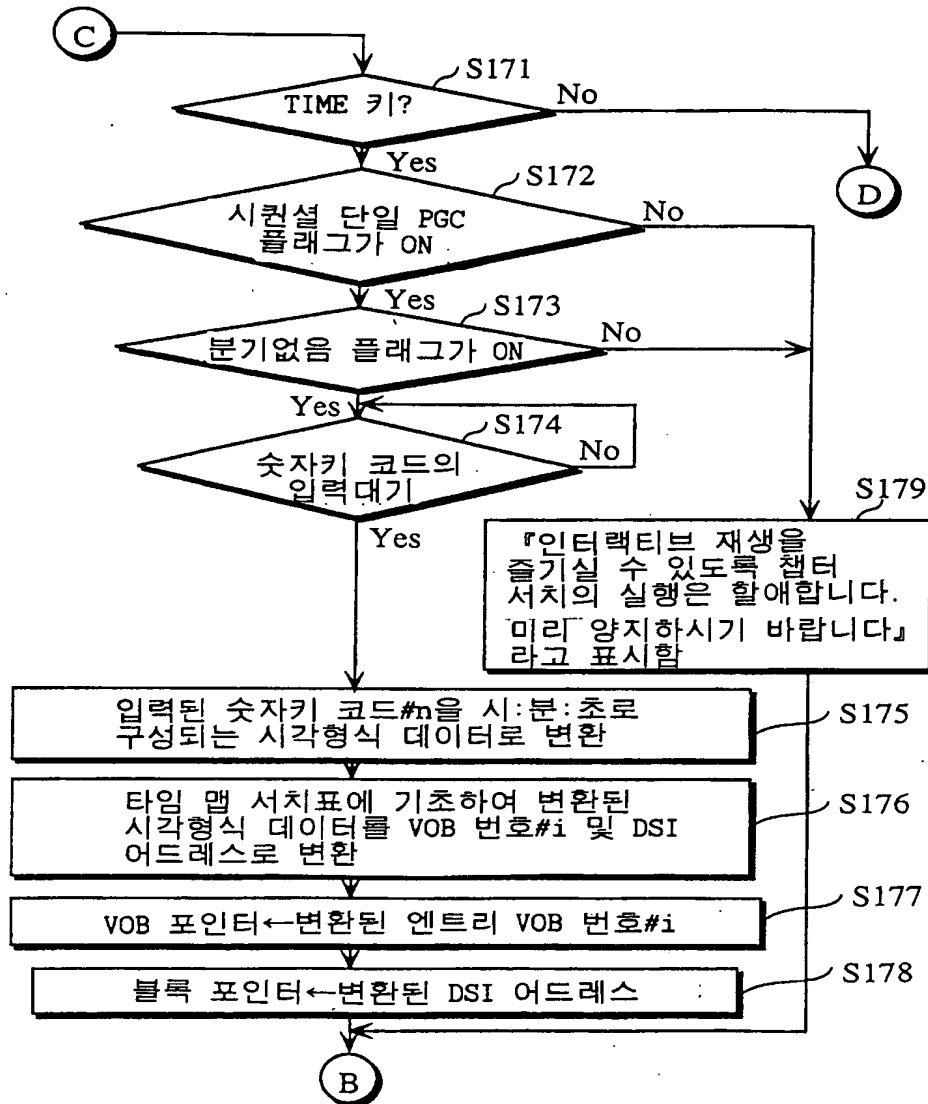 C
S171
TIME 키?
No
Yes
D
S172
시퀀셜 단일 PGC
플래그가 ON
No
Yes
S173
분기없음 플래그가 ON
No
Yes
S174
숫자키 코드의
입력대기
No
Yes
S179
『인터랙티브 재생을
즐기실 수 있도록 챕터
서치의 실행은 할애합니다.
미리 양지하시기 바랍니다』
라고 표시함
입력된 숫자키 코드#n을 시:분:초로
구성되는 시각형식 데이터로 변환
S175
타임 맵 서치표에 기초하여 변환된
시각형식 데이터를 VOB 번호#i 및 DSI
어드레스로 변환
S176
VOB 포인터←변환된 엔트리 VOB 번호#i
S177
블록 포인터←변환된 DSI 어드레스
S178
B